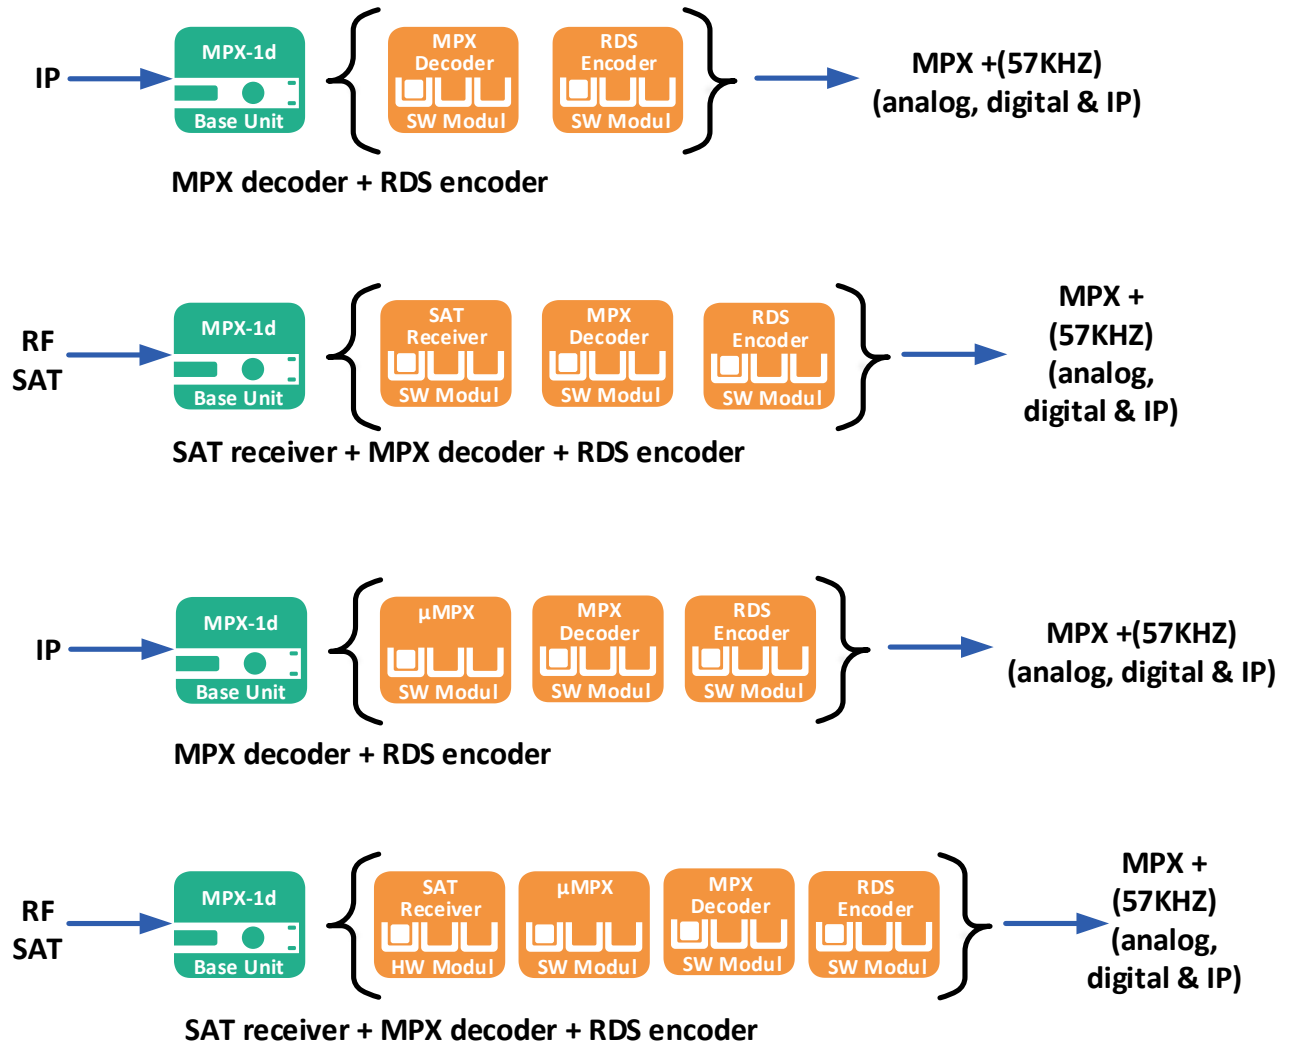 IP
MPX-1d
Base Unit
MPX
Decoder
SW Modul
RDS
Encoder
SW Modul
MPX +(57KHZ)
(analog, digital & IP)
MPX decoder + RDS encoder
RF
SAT
MPX-1d
Base Unit
SAT
Receiver
SW Modul
MPX
Decoder
SW Modul
RDS
Encoder
SW Modul
MPX +
(57KHZ)
(analog,
digital & IP)
SAT receiver + MPX decoder + RDS encoder
IP
MPX-1d
Base Unit
µMPX
SW Modul
MPX
Decoder
SW Modul
RDS
Encoder
SW Modul
MPX +(57KHZ)
(analog, digital & IP)
MPX decoder + RDS encoder
RF
SAT
MPX-1d
Base Unit
SAT
Receiver
HW Modul
µMPX
SW Modul
MPX
Decoder
SW Modul
RDS
Encoder
SW Modul
MPX +
(57KHZ)
(analog,
digital & IP)
SAT receiver + MPX decoder + RDS encoder